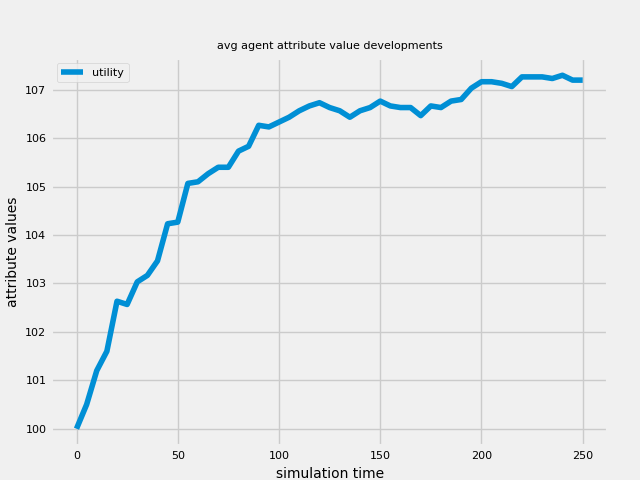 avg agent attribute value developments
utility
107
106
105
104
103
102
101
100
attribute values
0 50 100 150 200 250
simulation time